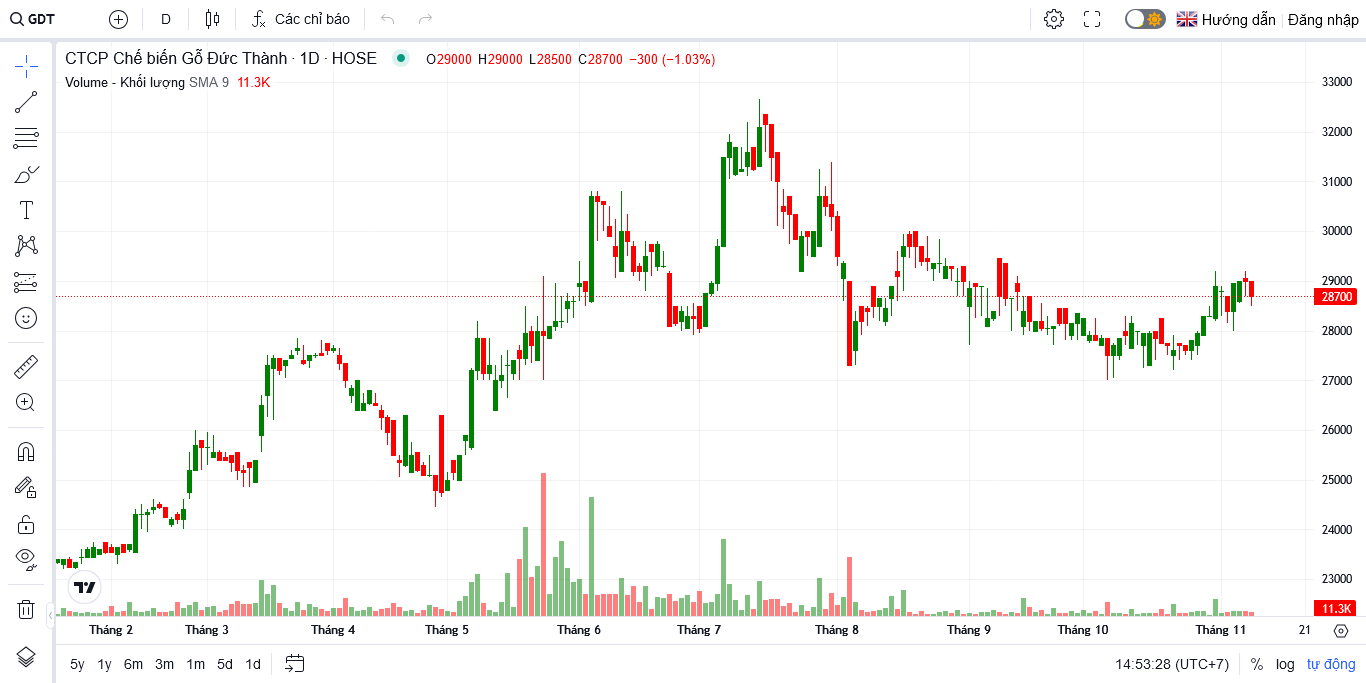 GDT D Các chỉ báo Hướng dẫn Đăng nhập
CTCP Chế biến Gỗ Đức Thành · 1D · HOSE O29000 H29000 L28500 C28700 −300 (−1.03%)
Volume - Khối lượng SMA 9 11.3K
33000
32000
31000
30000
29000
28700
28000
27000
26000
25000
24000
23000
11.3K
Tháng 2 Tháng 3 Tháng 4 Tháng 5 Tháng 6 Tháng 7 Tháng 8 Tháng 9 Tháng 10 Tháng 11 21
5y 1y 6m 3m 1m 5d 1d 14:53:28 (UTC+7) % log tự động